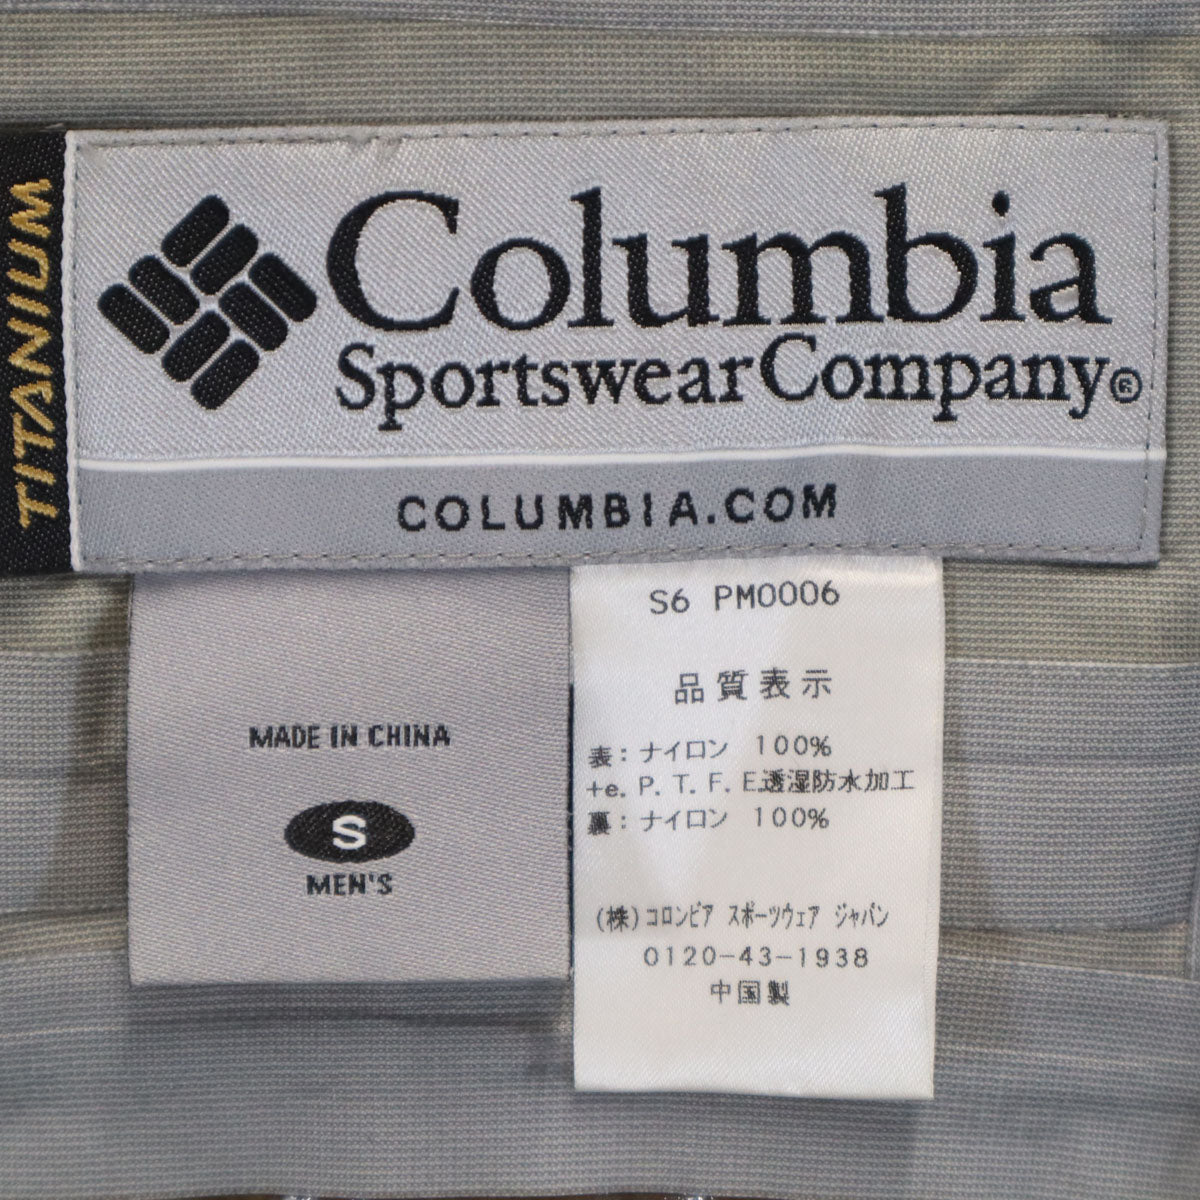 TITANIUM
Columbia
Sportswear Company®
COLUMBIA.COM
MADE IN CHINA
S
MEN'S
S6 PM0006
品質表示
表：ナイロン 100%
+e. P. T. F. E.透湿防水加工
裏：ナイロン 100%
(株)コロンビア スポーツウェア ジャパン
0120-43-1938
中国製